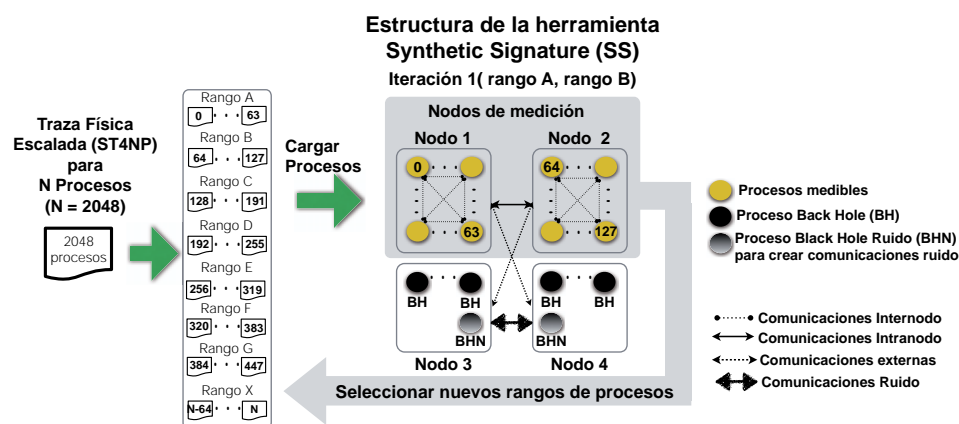 Estructura de la herramienta
Synthetic Signature (SS)
Iteración 1( rango A, rango B)
Traza Física
Escalada (ST4NP)
para
N Procesos
(N = 2048)
2048
procesos
Rango A
0 · · · 63
Rango B
64 · · · 127
Rango C
128 · · · 191
Rango D
192 · · · 255
Rango E
256 · · · 319
Rango F
320 · · · 383
Rango G
384 · · · 447
Rango X
N-64 · · · N
Cargar
Procesos
Nodos de medición
Nodo 1
Nodo 2
0
64
63
127
BH
BH
BH
BH
BHN
BHN
Nodo 3
Nodo 4
Seleccionar nuevos rangos de procesos
Procesos medibles
Proceso Back Hole (BH)
Proceso Black Hole Ruido (BHN)
para crear comunicaciones ruido
Comunicaciones Internodo
Comunicaciones Intranodo
Comunicaciones externas
Comunicaciones Ruido